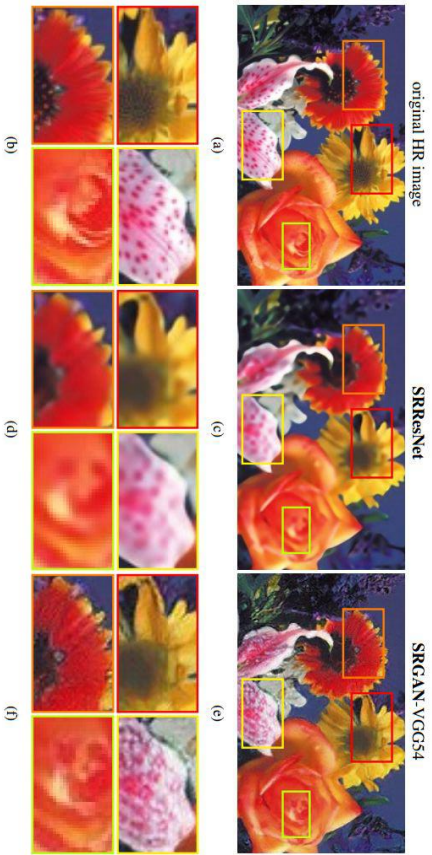 original HR image
SRResNet
SRGAN-VGG54
(a)
(c)
(e)
(b)
(d)
(f)